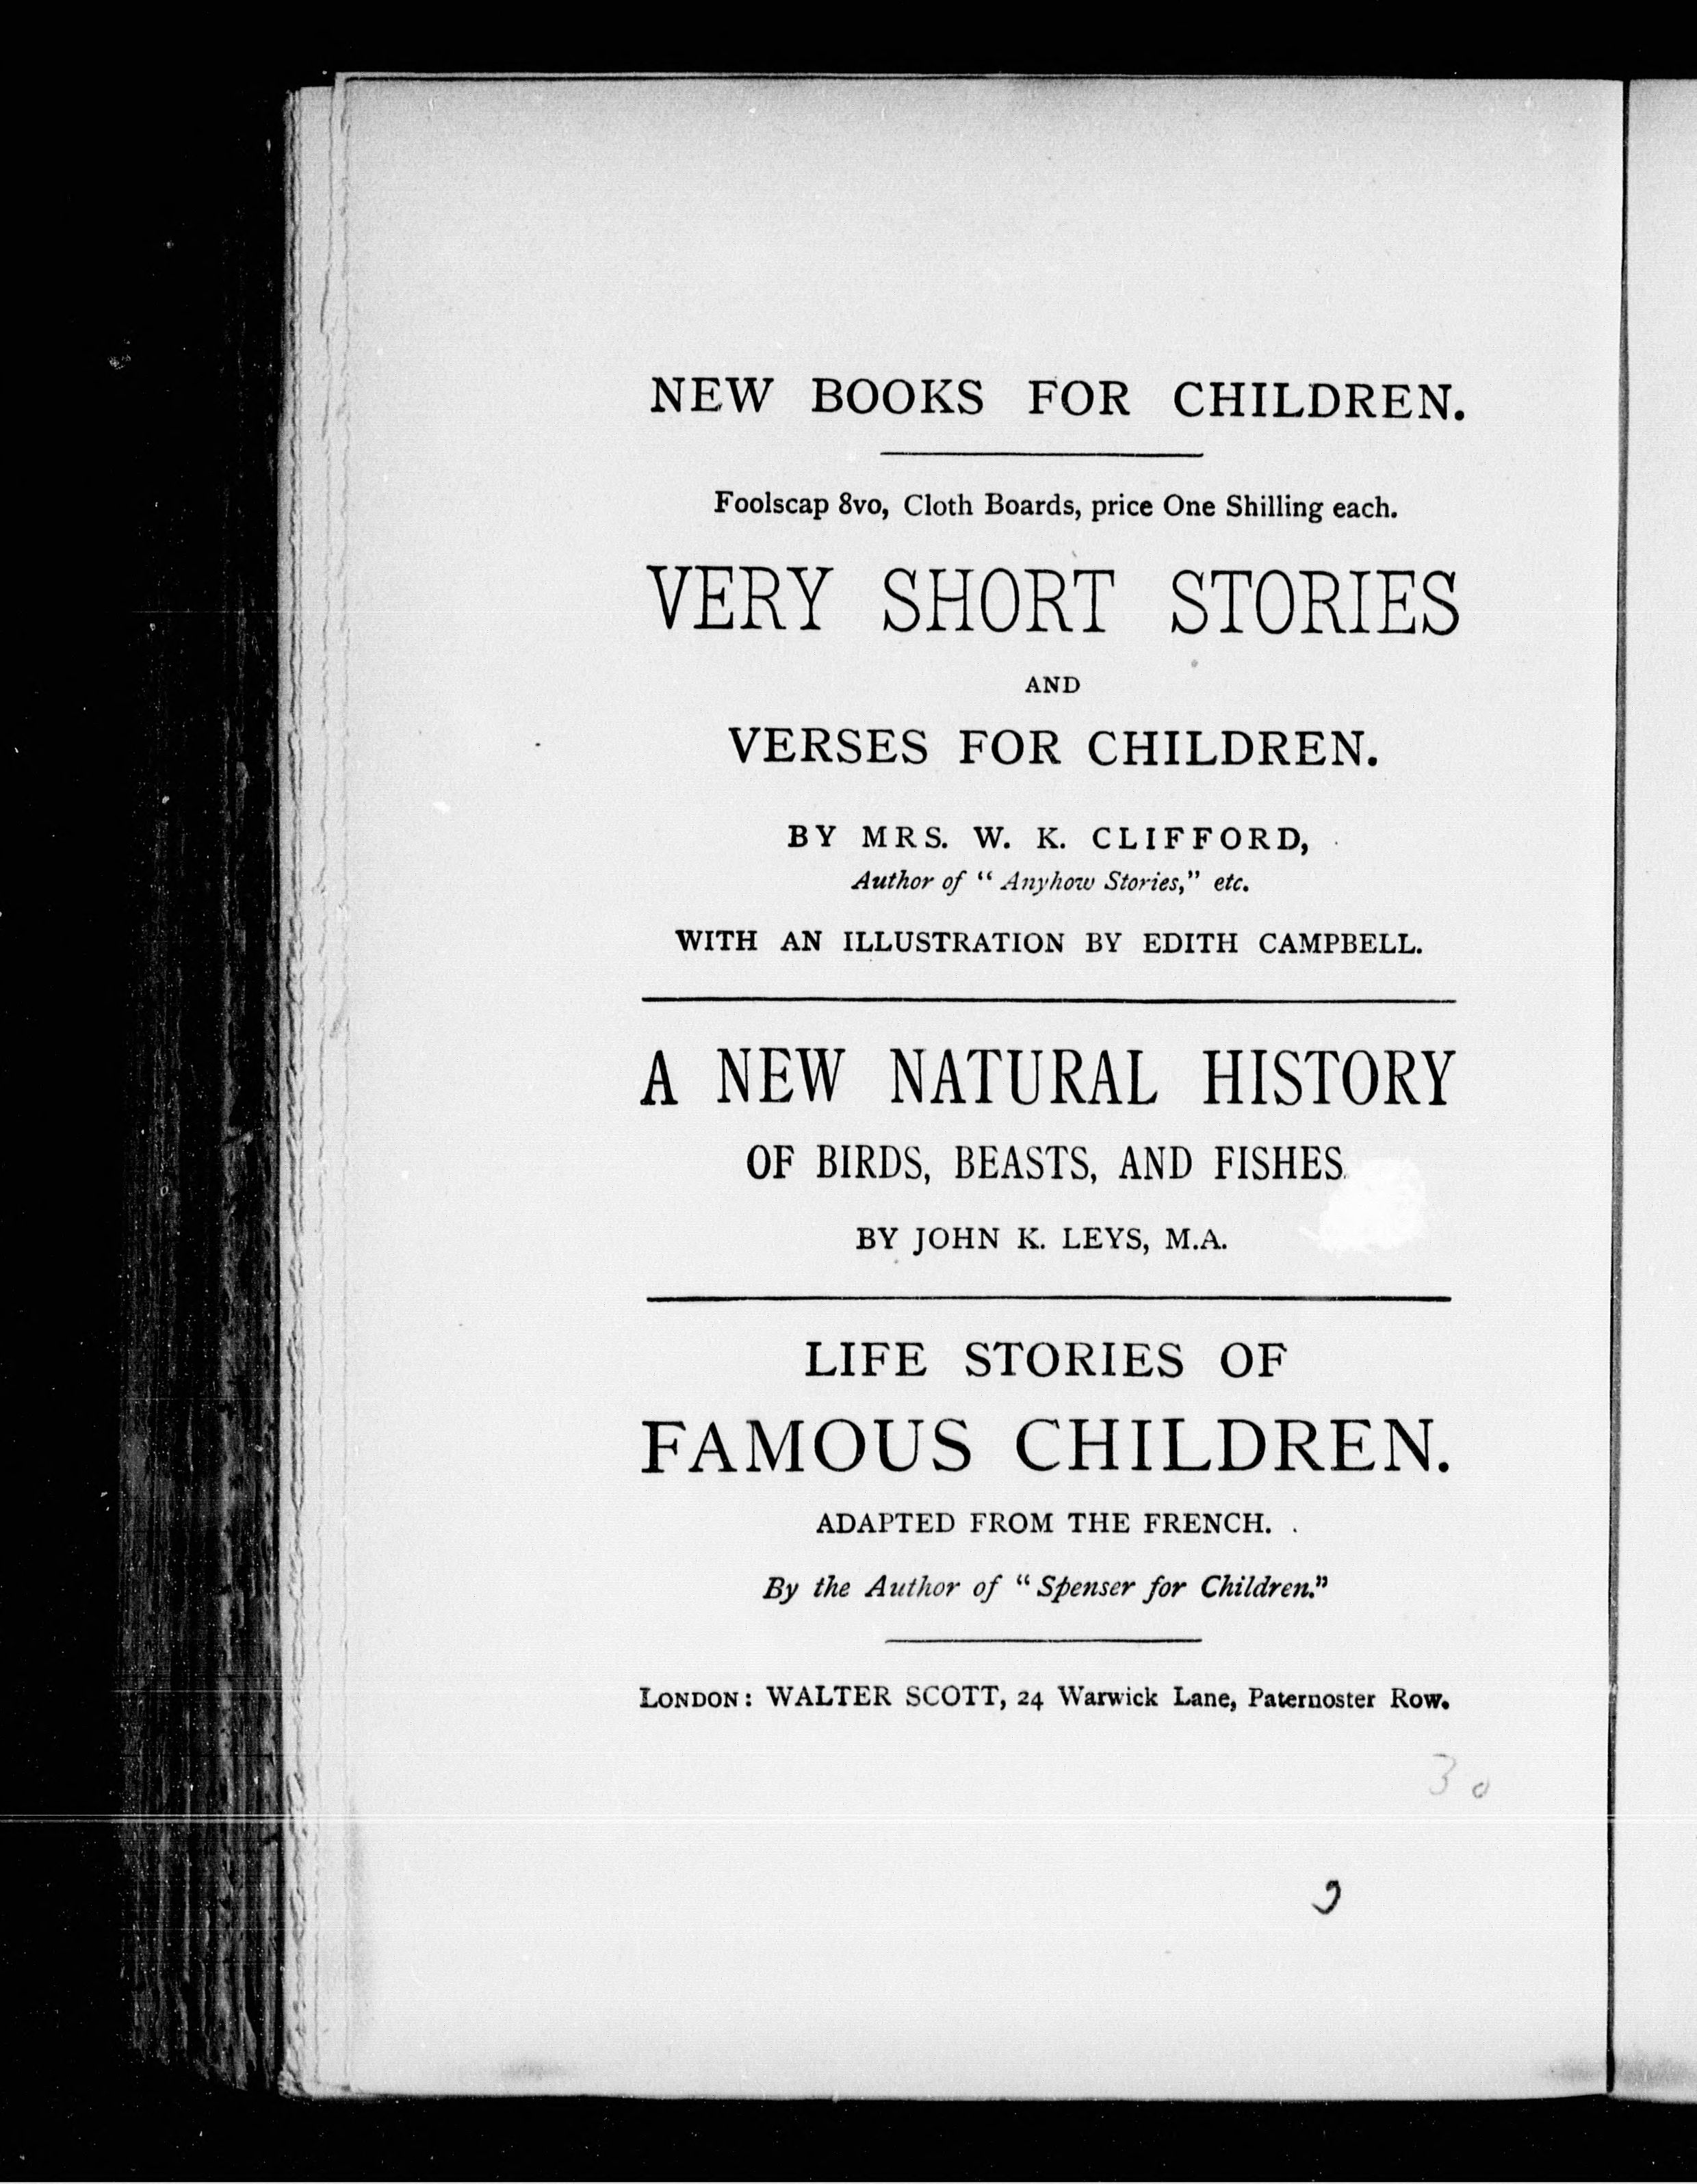 NEW BOOKS FOR CHILDREN.
Foolscap 8vo, Cloth Boards, price One Shilling each.
VERY SHORT STORIES
AND
VERSES FOR CHILDREN.
BY MRS. W. K. CLIFFORD,
Author of “Anyhow Stories,” etc.
WITH AN ILLUSTRATION BY EDITH CAMPBELL.
A NEW NATURAL HISTORY
OF BIRDS, BEASTS, AND FISHES.
BY JOHN K. LEYS, M.A.
LIFE STORIES OF
FAMOUS CHILDREN.
ADAPTED FROM THE FRENCH.
By the Author of “Spenser for Children.”
LONDON: WALTER SCOTT, 24 Warwick Lane, Paternoster Row.
30